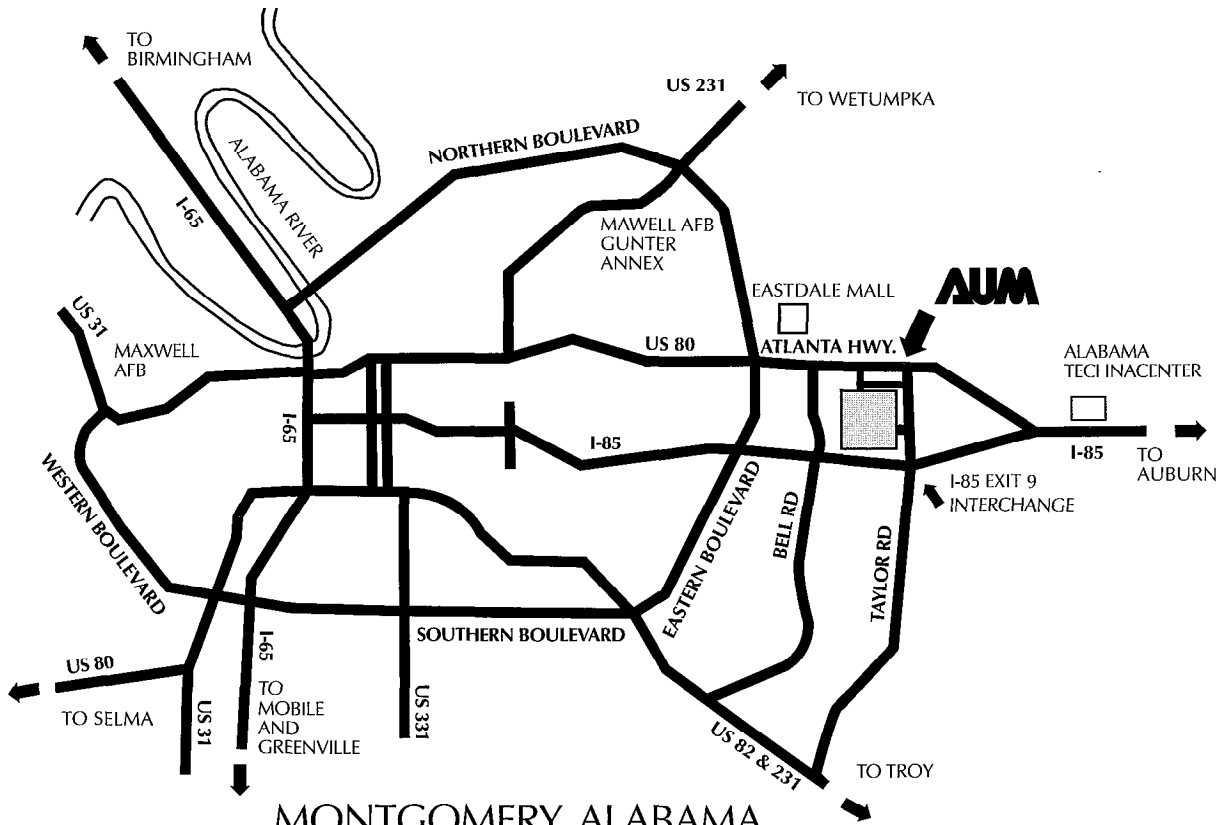 TO
BIRMINGHAM
US 231
TO WETUMPKA
NORTHERN BOULEVARD
ALABAMA RIVER
I-65
MAWELL AFB
GUNTER
ANNEX
EASTDALE MALL
AUM
US 31
MAXWELL
AFB
US 80
ATLANTA HWY.
ALABAMA
TECH INACENTER
I-65
I-85
I-85
TO
AUBURN
I-85 EXIT 9
INTERCHANGE
WESTERN BOULEVARD
EASTERN BOULEVARD
BELL RD
TAYLOR RD
SOUTHERN BOULEVARD
I-65
US 80
TO SELMA
US 31
TO
MOBILE
AND
GREENVILLE
US 331
US 82 & 231
TO TROY
MONTGOMERY, ALABAMA